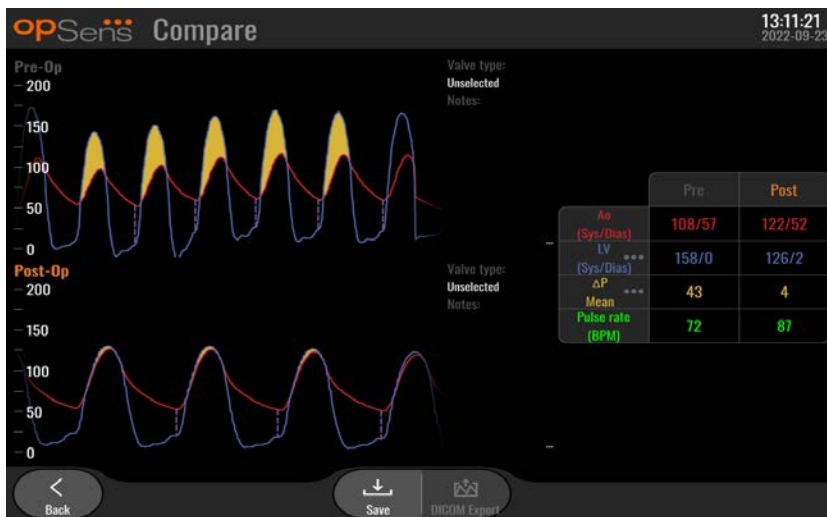 opSens Compare
13:11:21
2022-09-23
Pre-Op
200
150
100
50
0
Valve type:
Unselected
Notes:
Post-Op
200
150
100
50
0
Valve type:
Unselected
Notes:
Pre Post
Ao
(Sys/Dias) 108/57 122/52
LV
(Sys/Dias) 158/0 126/2
ΔP
Mean 43 4
Pulse rate
(BPM) 72 87
Back
Save
DICOM Export